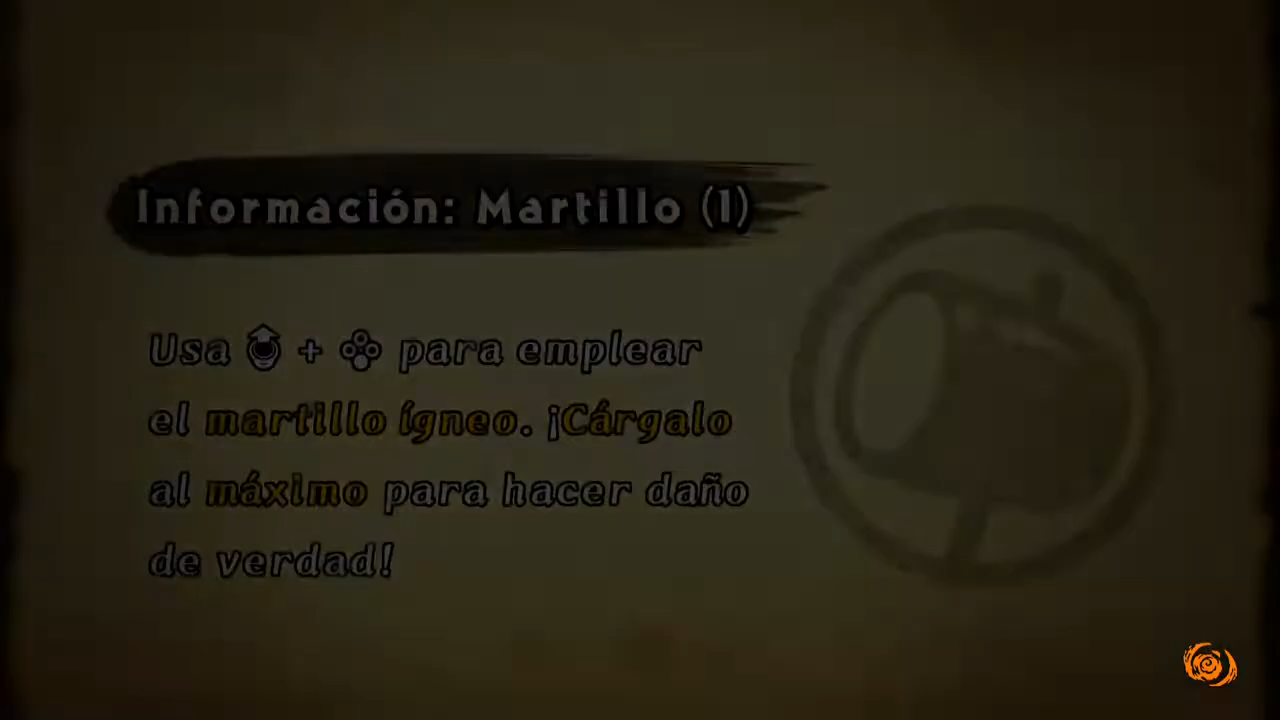 Información: Martillo (1)
Usa + para emplear
el martillo ígneo. ¡Cárgalo
al máximo para hacer daño
de verdad!